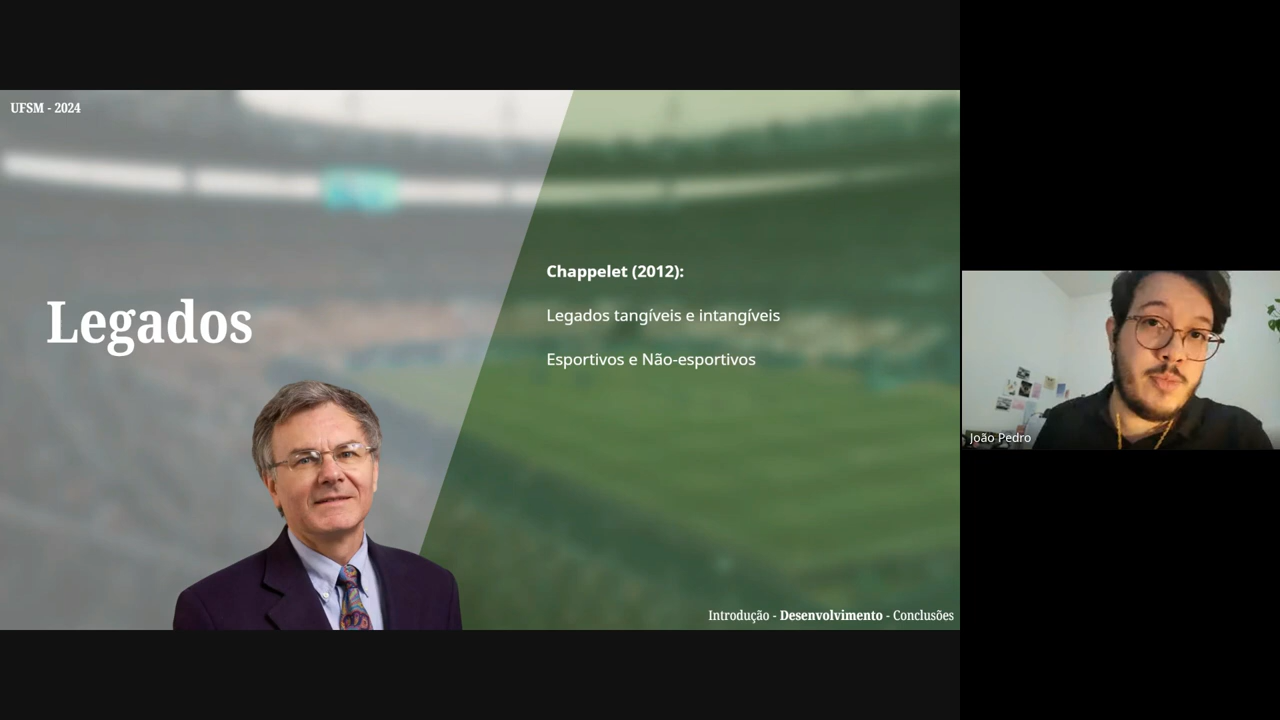 UFSM - 2024
Legados
Chappelet (2012):
Legados tangíveis e intangíveis
Esportivos e Não-esportivos
Introdução - Desenvolvimento - Conclusões
João Pedro